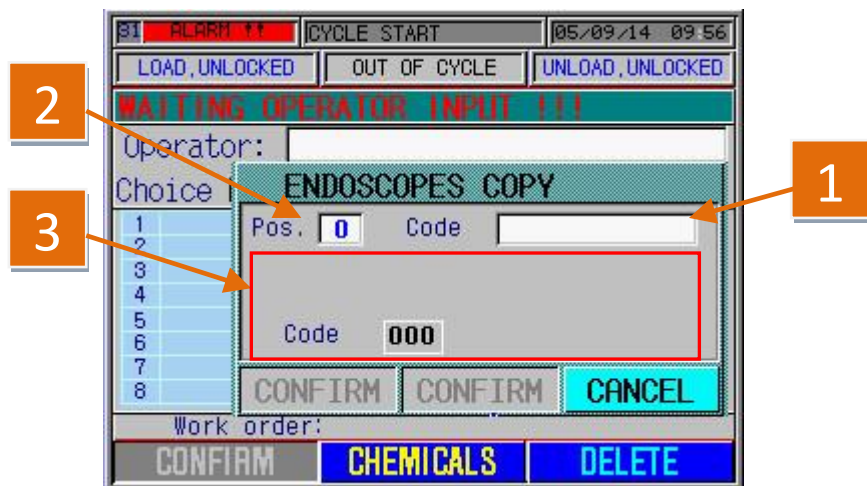 31 ALARM !! CYCLE START 05/09/14 09:56
LOAD,UNLOCKED OUT OF CYCLE UNLOAD,UNLOCKED
WAITING OPERATOR INPUT !!!
2
Operator:
Choice
ENDOSCOPES COPY
1
3
Pos. 0 Code
1
2
3
4
5
6
7
8
Code 000
CONFIRM CONFIRM CANCEL
Work order:
CONFIRM CHEMICALS DELETE